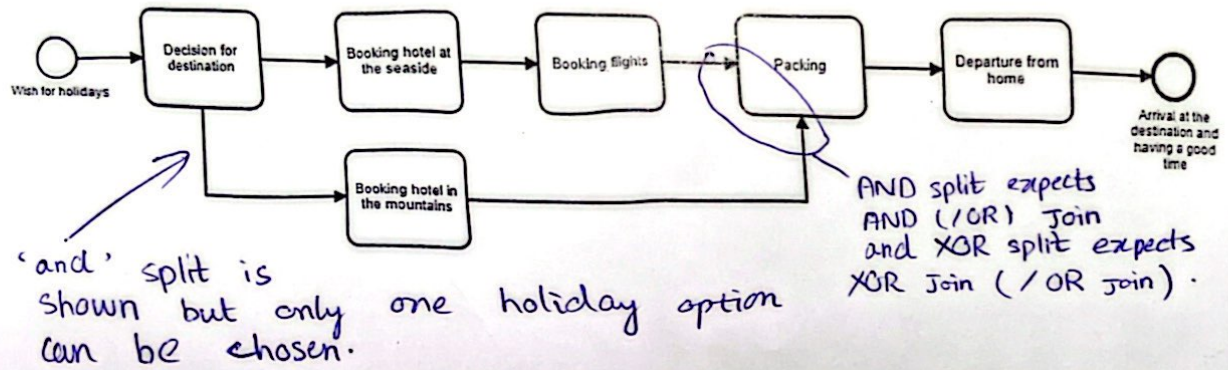 Wish for holidays
Decision for
destination
Booking hotel at
the seaside
Booking flights
Packing
Departure from
home
Arrival at the
destination and
having a good
time
Booking hotel in
the mountains
'and' split is
shown but only one holiday option
can be chosen.
AND split expects
AND (/OR) Join
and XOR split expects
XOR Join (/ OR Join).